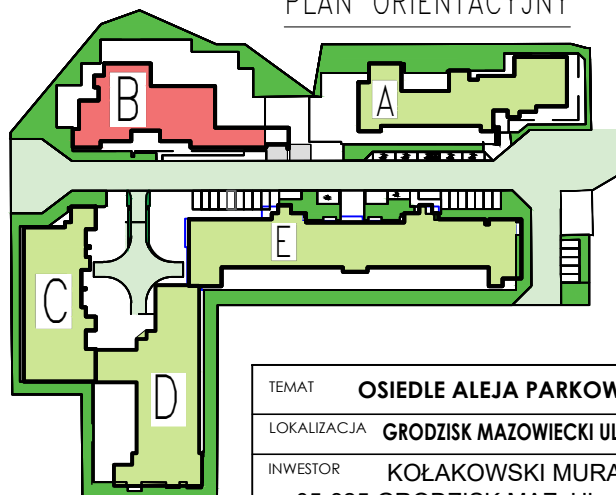 PLAN ORIENTACYJNY
B
A
E
C
D
TEMAT OSIEDLE ALEJA PARKOW
LOKALIZACJA GRODZISK MAZOWIECKI UL
INWESTOR KOŁAKOWSKI MURA